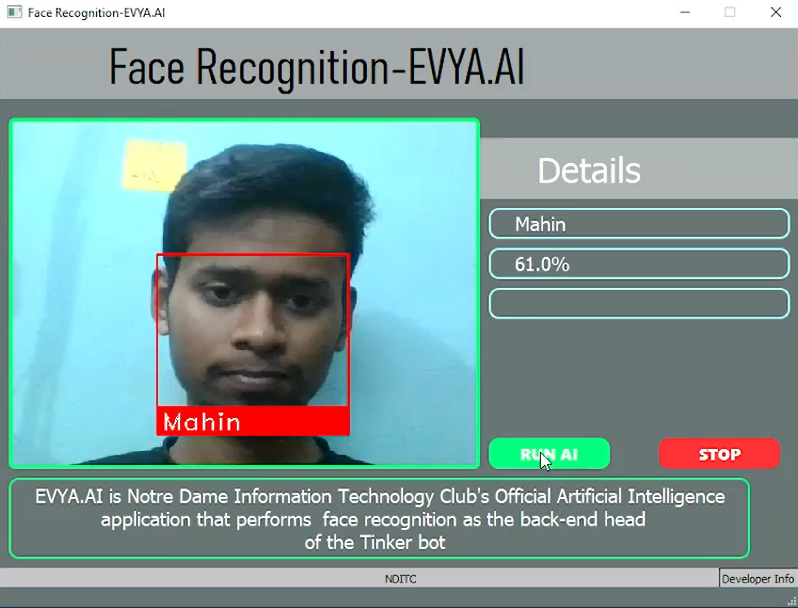 Face Recognition-EVYA.AI
Face Recognition-EVYA.AI
Details
Mahin
61.0%
Mahin
RUN AI
STOP
EVYA.AI is Notre Dame Information Technology Club's Official Artificial Intelligence
application that performs face recognition as the back-end head
of the Tinker bot
NDITC
Developer Info